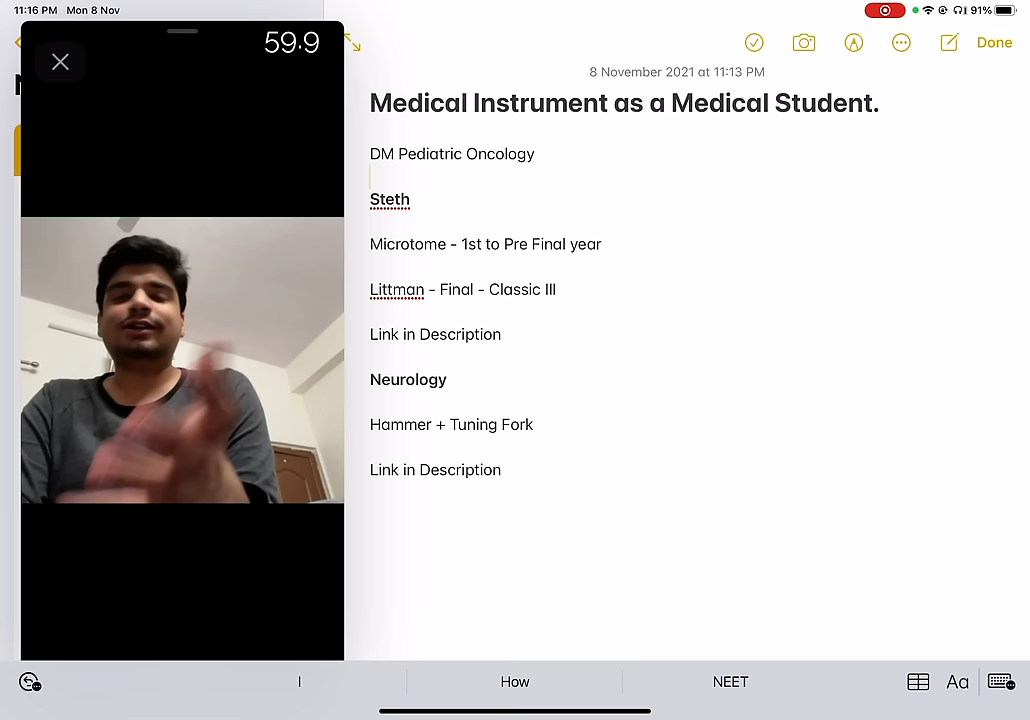 11:16 PM Mon 8 Nov
91%
59.9
Done
8 November 2021 at 11:13 PM
Medical Instrument as a Medical Student.
DM Pediatric Oncology
Steth
Microtome - 1st to Pre Final year
Littman - Final - Classic III
Link in Description
Neurology
Hammer + Tuning Fork
Link in Description
I
How
NEET
Aa